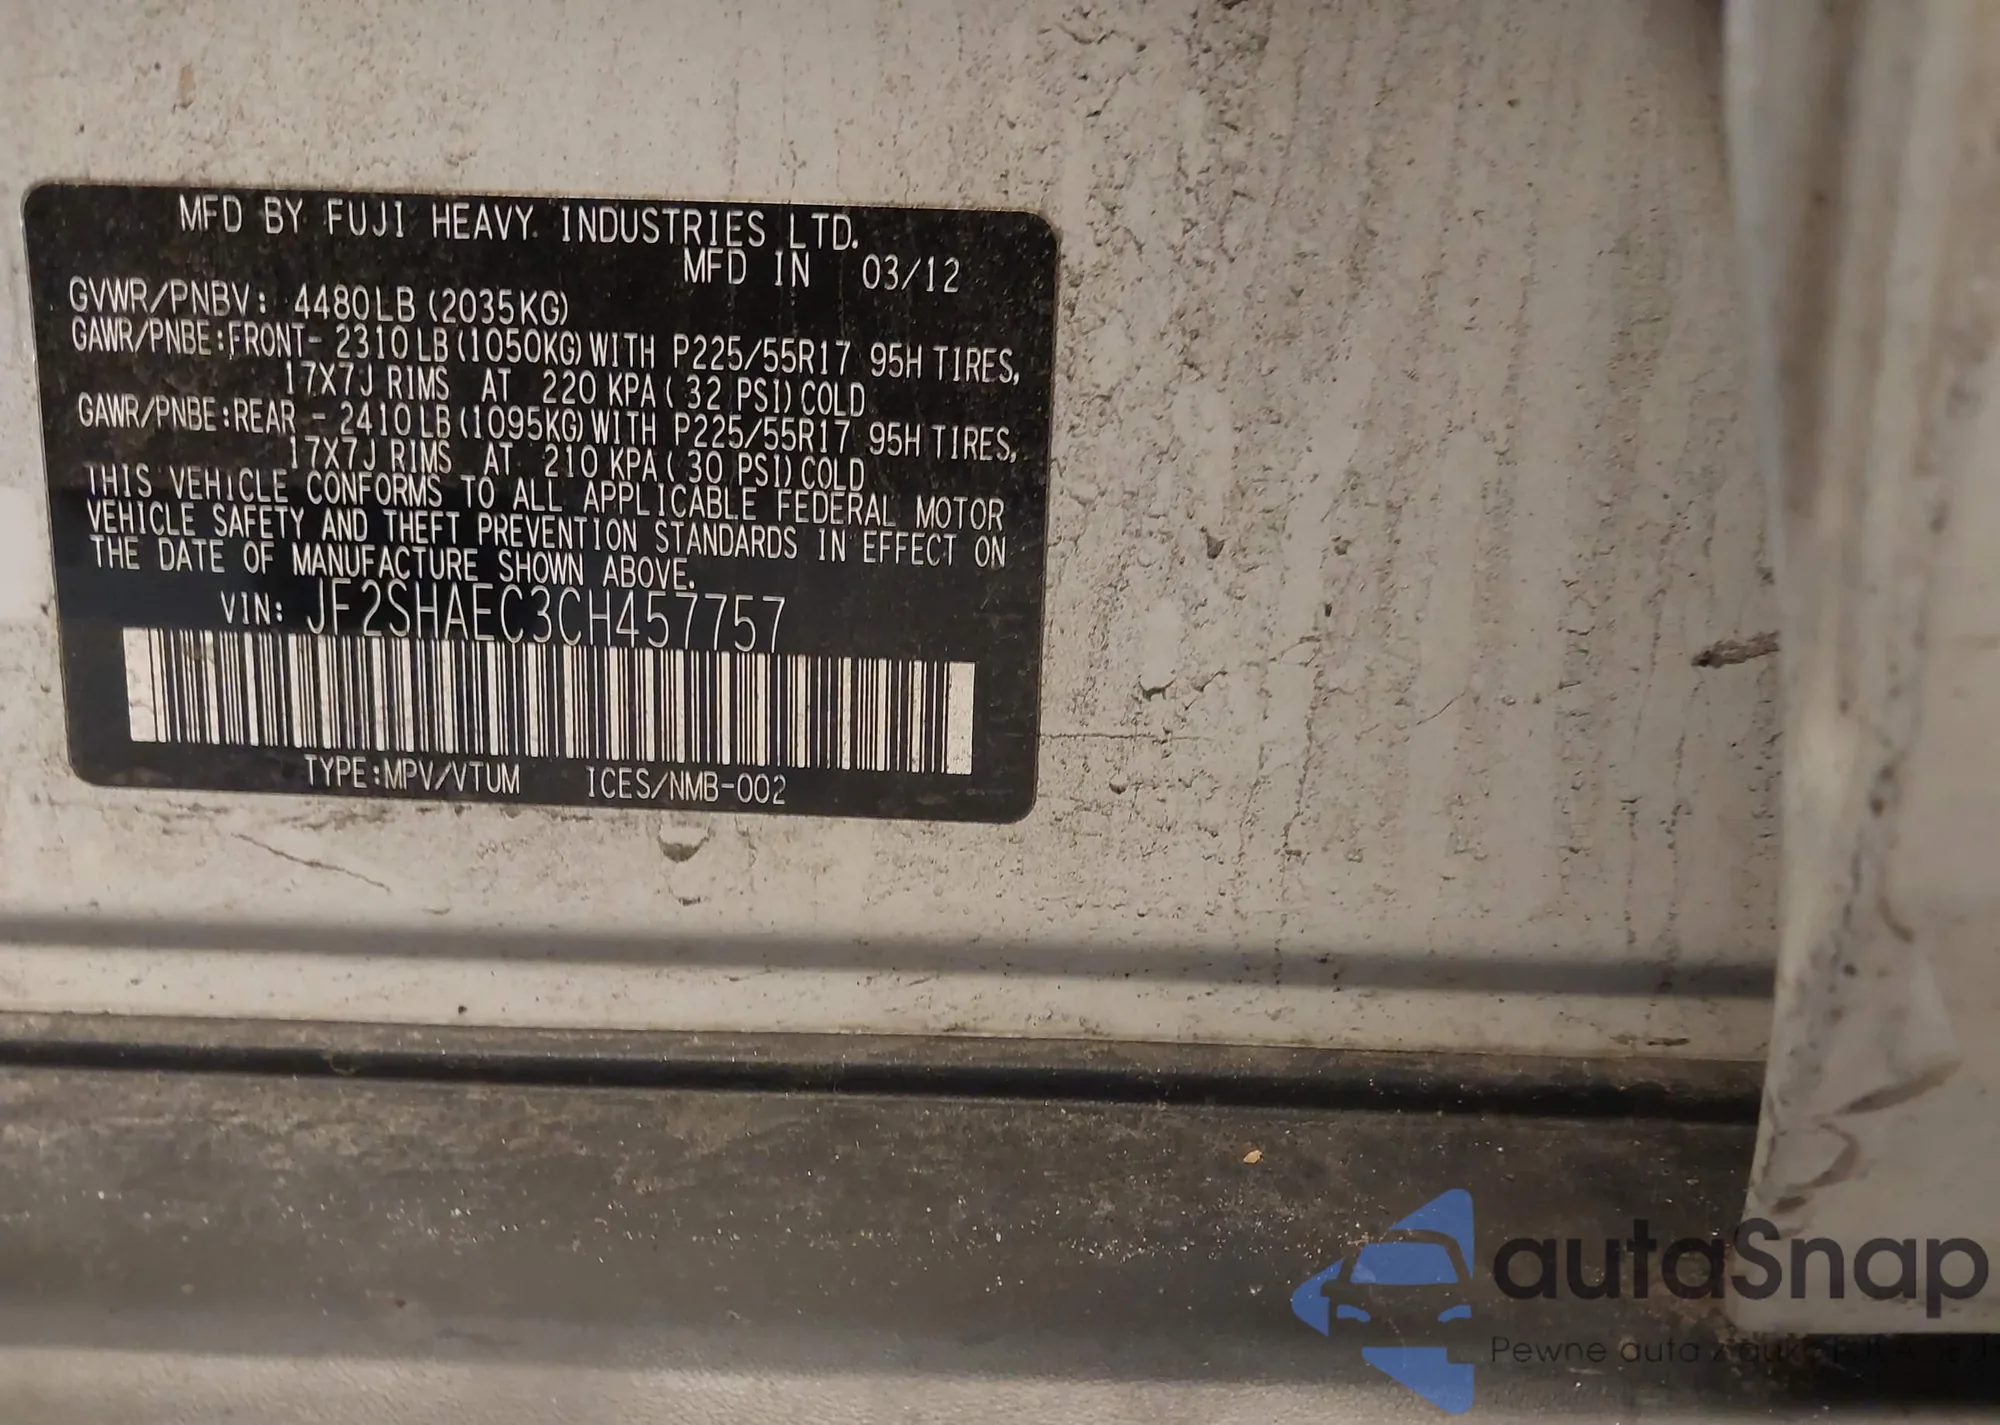 MFD BY FUJI HEAVY INDUSTRIES LTD.
MFD IN 03/12
GVWR/PNBV: 4480LB (2035KG)
GAWR/PNBE:FRONT- 2310 LB (1050KG) WITH P225/55R17 95H TIRES,
17X7J RIMS AT 220 KPA ( 32 PSI) COLD
GAWR/PNBE:REAR - 2410 LB (1095KG) WITH P225/55R17 95H TIRES,
17X7J RIMS AT 210 KPA ( 30 PSI) COLD
THIS VEHICLE CONFORMS TO ALL APPLICABLE FEDERAL MOTOR
VEHICLE SAFETY AND THEFT PREVENTION STANDARDS IN EFFECT ON
THE DATE OF MANUFACTURE SHOWN ABOVE.
VIN: JF2SHAEC3CH457757
TYPE:MPV/VTUM ICES/NMB-002
autaSnap
Pewne auta z